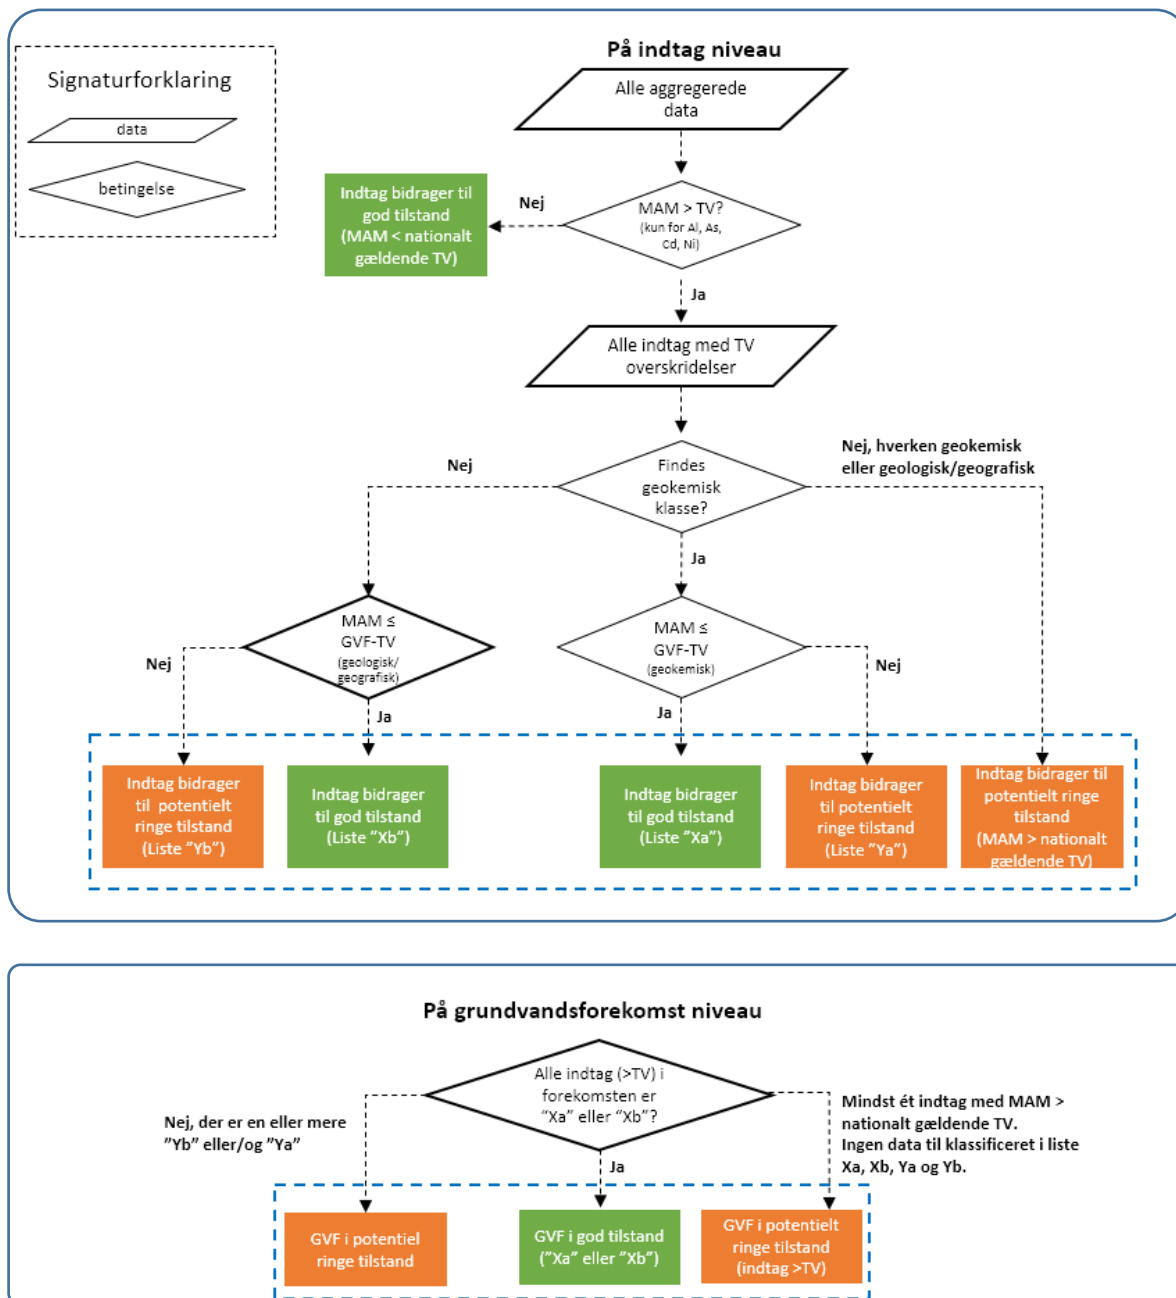 På indtag niveau
Signaturforklaring
data
betingelse
Alle aggregerede
data
MAM > TV?
(kun for Al, As,
Cd, Ni)
Nej
Indtag bidrager til
god tilstand
(MAM < nationalt
gældende TV)
Ja
Alle indtag med TV
overskridelser
Findes
geokemisk
klasse?
Nej
Nej, hverken geokemisk
eller geologisk/geografisk
Ja
MAM ≤
GVF-TV
(geologisk/
geografisk)
MAM ≤
GVF-TV
(geokemisk)
Nej
Ja
Ja
Nej
Indtag bidrager
til potentielt
ringe tilstand
(Liste "Yb")
Indtag bidrager
til god tilstand
(Liste "Xb")
Indtag bidrager
til god tilstand
(Liste "Xa")
Indtag bidrager
til potentielt
ringe tilstand
(Liste "Ya")
Indtag bidrager til
potentielt ringe
tilstand
(MAM > nationalt
gældende TV)
På grundvandsforekomst niveau
Alle indtag (>TV) i
forekomsten er
"Xa" eller "Xb"?
Nej, der er en eller mere
"Yb" eller/og "Ya"
Ja
Mindst ét indtag med MAM >
nationalt gældende TV.
Ingen data til klassificeret i liste
Xa, Xb, Ya og Yb.
GVF i potentiel
ringe tilstand
GVF i god tilstand
("Xa" eller "Xb")
GVF i potentielt
ringe tilstand
(indtag >TV)